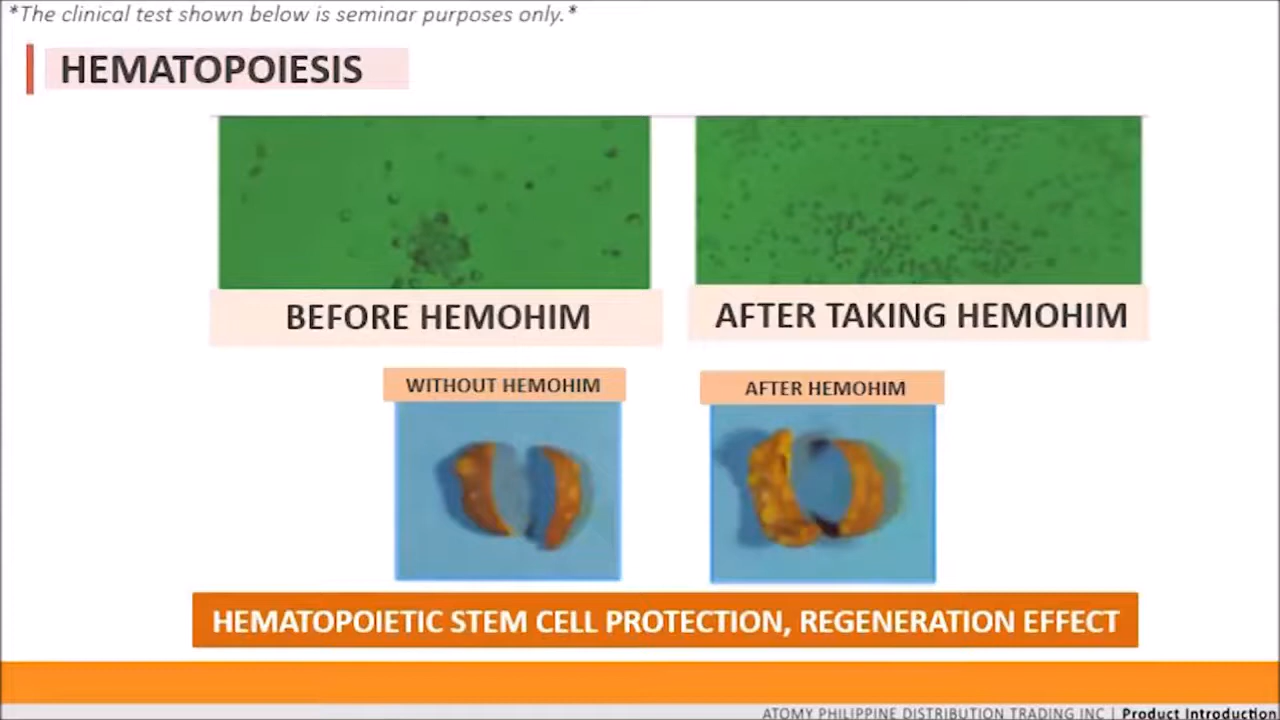 *The clinical test shown below is seminar purposes only.*
HEMATOPOIESIS
BEFORE HEMOHIM
AFTER TAKING HEMOHIM
WITHOUT HEMOHIM
AFTER HEMOHIM
HEMATOPOIETIC STEM CELL PROTECTION, REGENERATION EFFECT
ATOMY PHILIPPINE DISTRIBUTION TRADING INC | Product Introduction